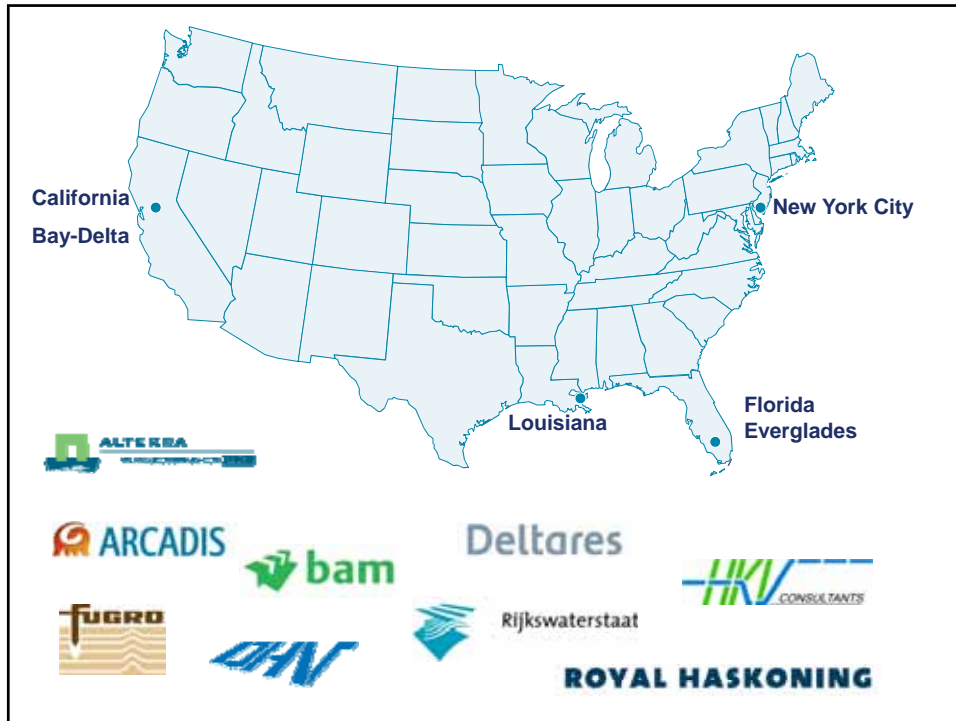 California
Bay-Delta
New York City
Louisiana
Florida
Everglades
ALTERRA
ARCADIS
bam
Deltares
HKV
CONSULTANTS
FUGRO
DHV
Rijkswaterstaat
ROYAL HASKONING